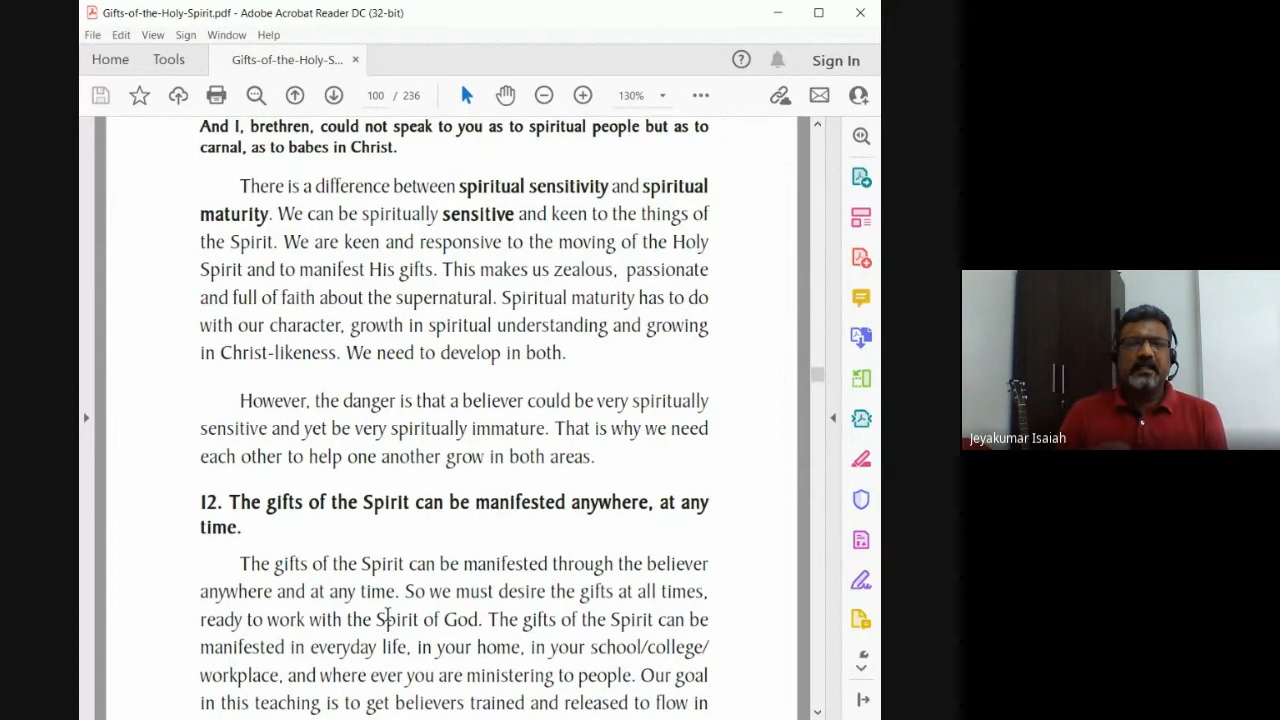 Gifts-of-the-Holy-Spirit.pdf - Adobe Acrobat Reader DC (32-bit)
File Edit View Sign Window Help
Home Tools Gifts-of-the-Holy-S... × Sign In
100 / 236 130%
And I, brethren, could not speak to you as to spiritual people but as to
carnal, as to babes in Christ.
There is a difference between spiritual sensitivity and spiritual
maturity. We can be spiritually sensitive and keen to the things of
the Spirit. We are keen and responsive to the moving of the Holy
Spirit and to manifest His gifts. This makes us zealous, passionate
and full of faith about the supernatural. Spiritual maturity has to do
with our character, growth in spiritual understanding and growing
in Christ-likeness. We need to develop in both.
However, the danger is that a believer could be very spiritually
sensitive and yet be very spiritually immature. That is why we need
each other to help one another grow in both areas.
12. The gifts of the Spirit can be manifested anywhere, at any
time.
The gifts of the Spirit can be manifested through the believer
anywhere and at any time. So we must desire the gifts at all times,
ready to work with the Spirit of God. The gifts of the Spirit can be
manifested in everyday life, in your home, in your school/college/
workplace, and where ever you are ministering to people. Our goal
in this teaching is to get believers trained and released to flow in
Jeyakumar Isaiah